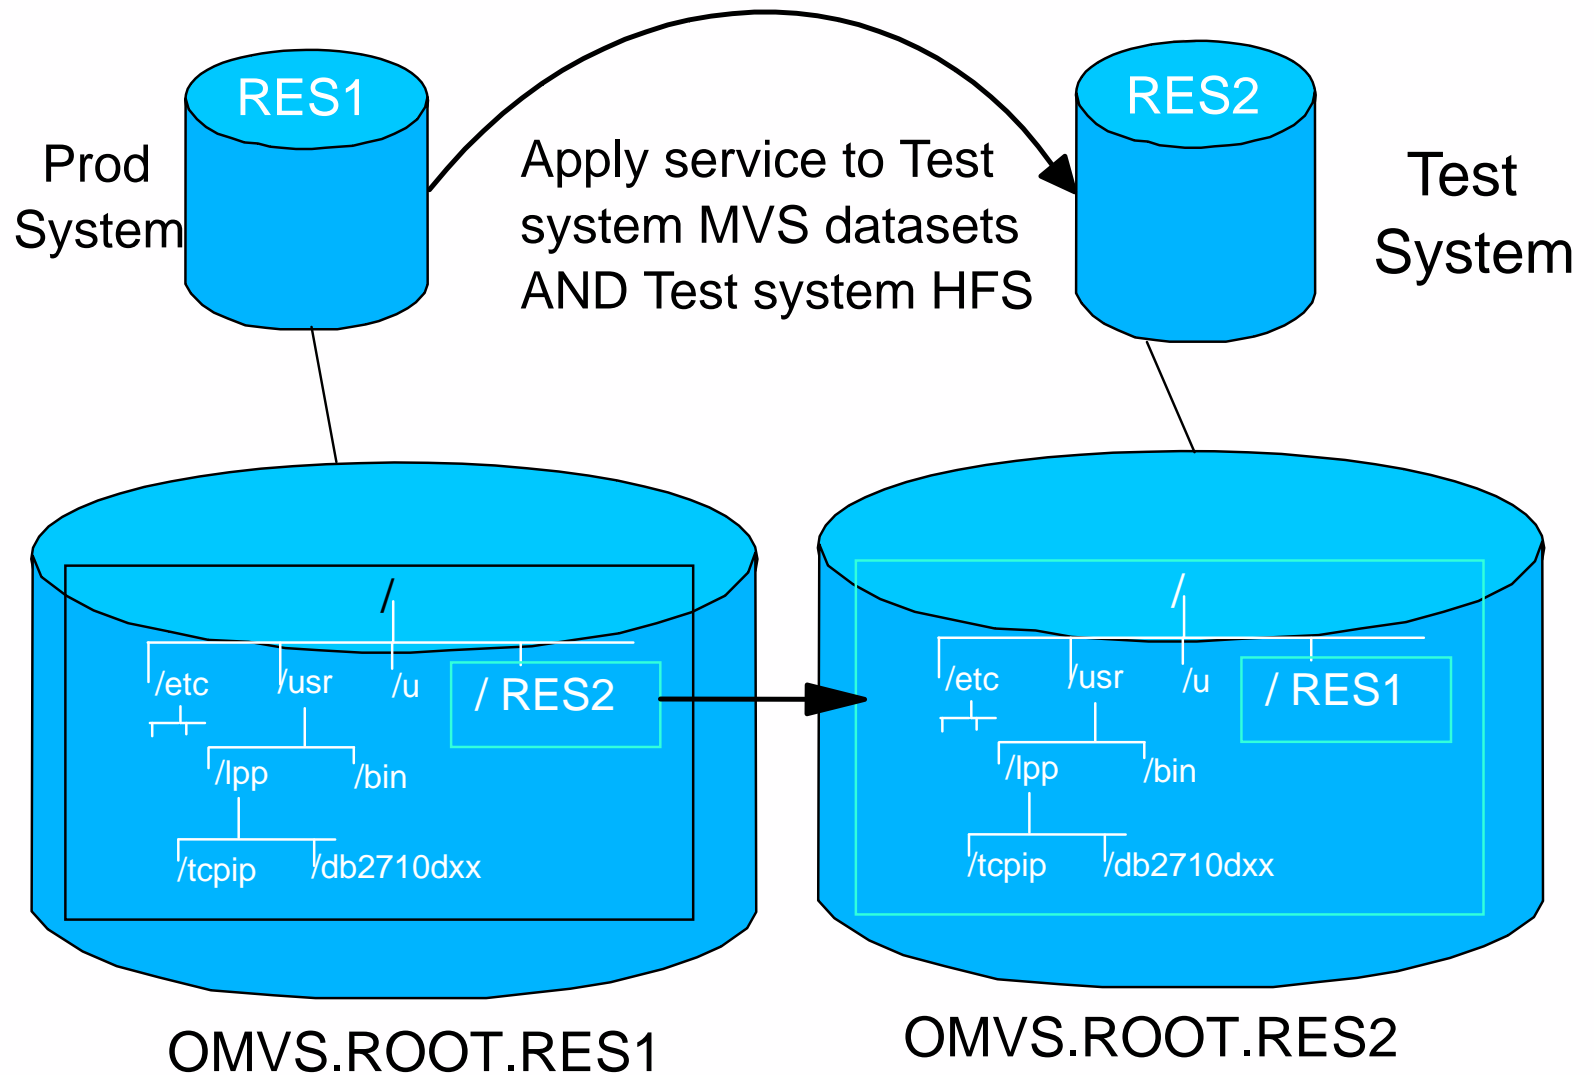 RES1
RES2
Prod
System
Apply service to Test
system MVS datasets
AND Test system HFS
Test
System
/
/etc
/usr
/u
/ RES2
/lpp
/bin
/tcpip
/db2710dxx
/
/etc
/usr
/u
/ RES1
/lpp
/bin
/tcpip
/db2710dxx
OMVS.ROOT.RES1
OMVS.ROOT.RES2